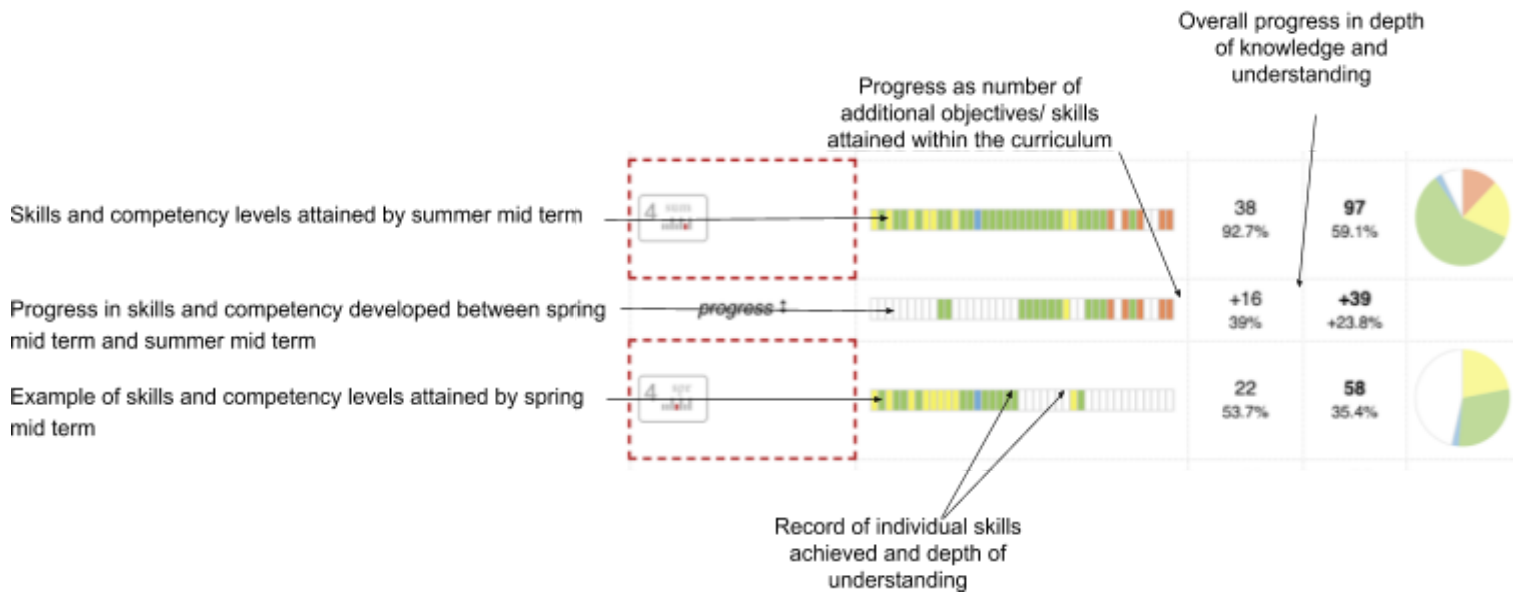 Overall progress in depth
of knowledge and
understanding
Progress as number of
additional objectives/ skills
attained within the curriculum
Skills and competency levels attained by summer mid term
4 sum
38
92.7%
97
59.1%
Progress in skills and competency developed between spring
mid term and summer mid term
progress ↕
+16
39%
+39
+23.8%
Example of skills and competency levels attained by spring
mid term
4 spr
22
53.7%
58
35.4%
Record of individual skills
achieved and depth of
understanding